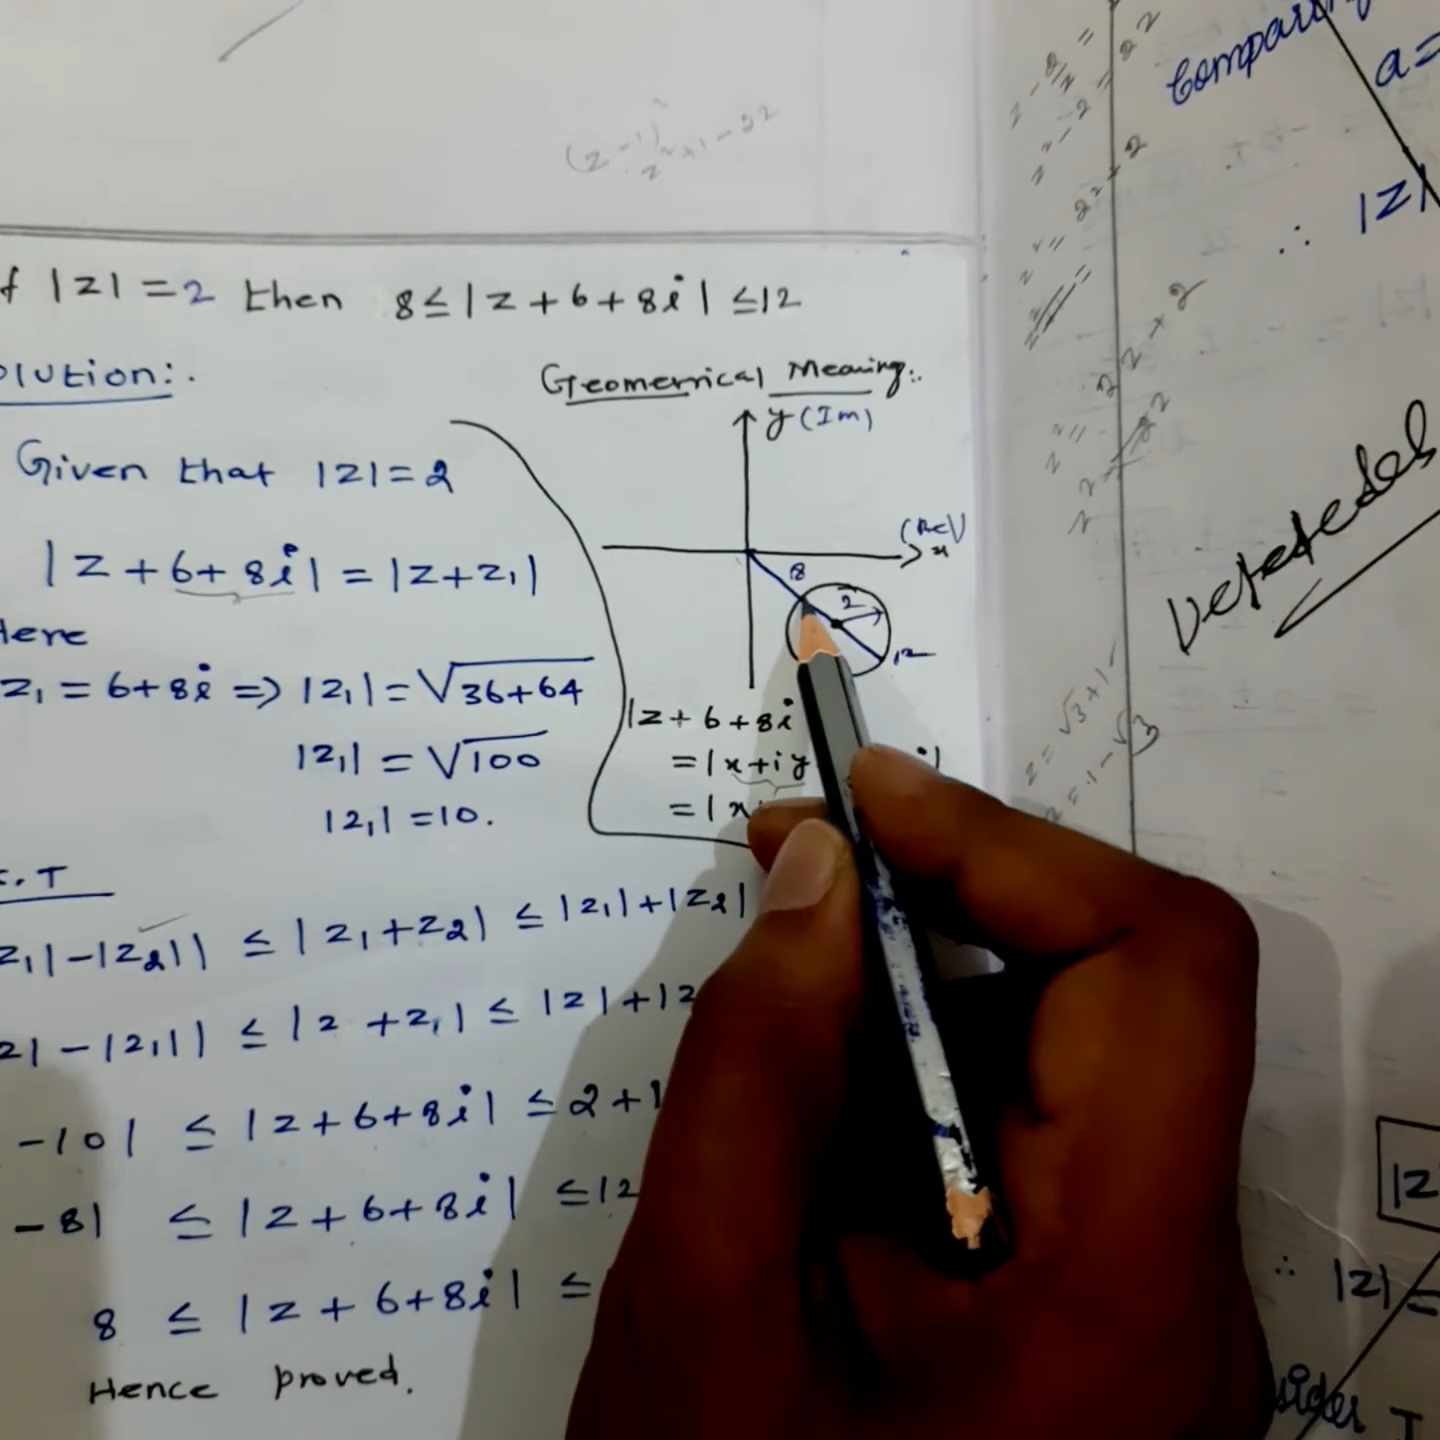 f |z| = 2 then 8 ≤ |z + 6 + 8i| ≤ 12
olution:.
Given that |z| = 2
|z + 6 + 8i| = |z + z₁|
Here
z₁ = 6 + 8i => |z₁| = √36+64
|z₁| = √100
|z₁| = 10.
.T
z₁| - |z₂|| ≤ |z₁ + z₂| ≤ |z₁| + |z₂|
z| - |z₁|| ≤ |z + z₁| ≤ |z| + |z
- 10| ≤ |z + 6 + 8i| ≤ 2 + 1
- 8| ≤ |z + 6 + 8i| ≤ 12
8 ≤ |z + 6 + 8i| ≤
Hence proved.
Geomerrical Meaning:.
y (Im)
(Re)
x
8
2
12
|z + 6 + 8i
= |x + iy
= |x
Comparing
a =
∴ |z|
∴ |z| =